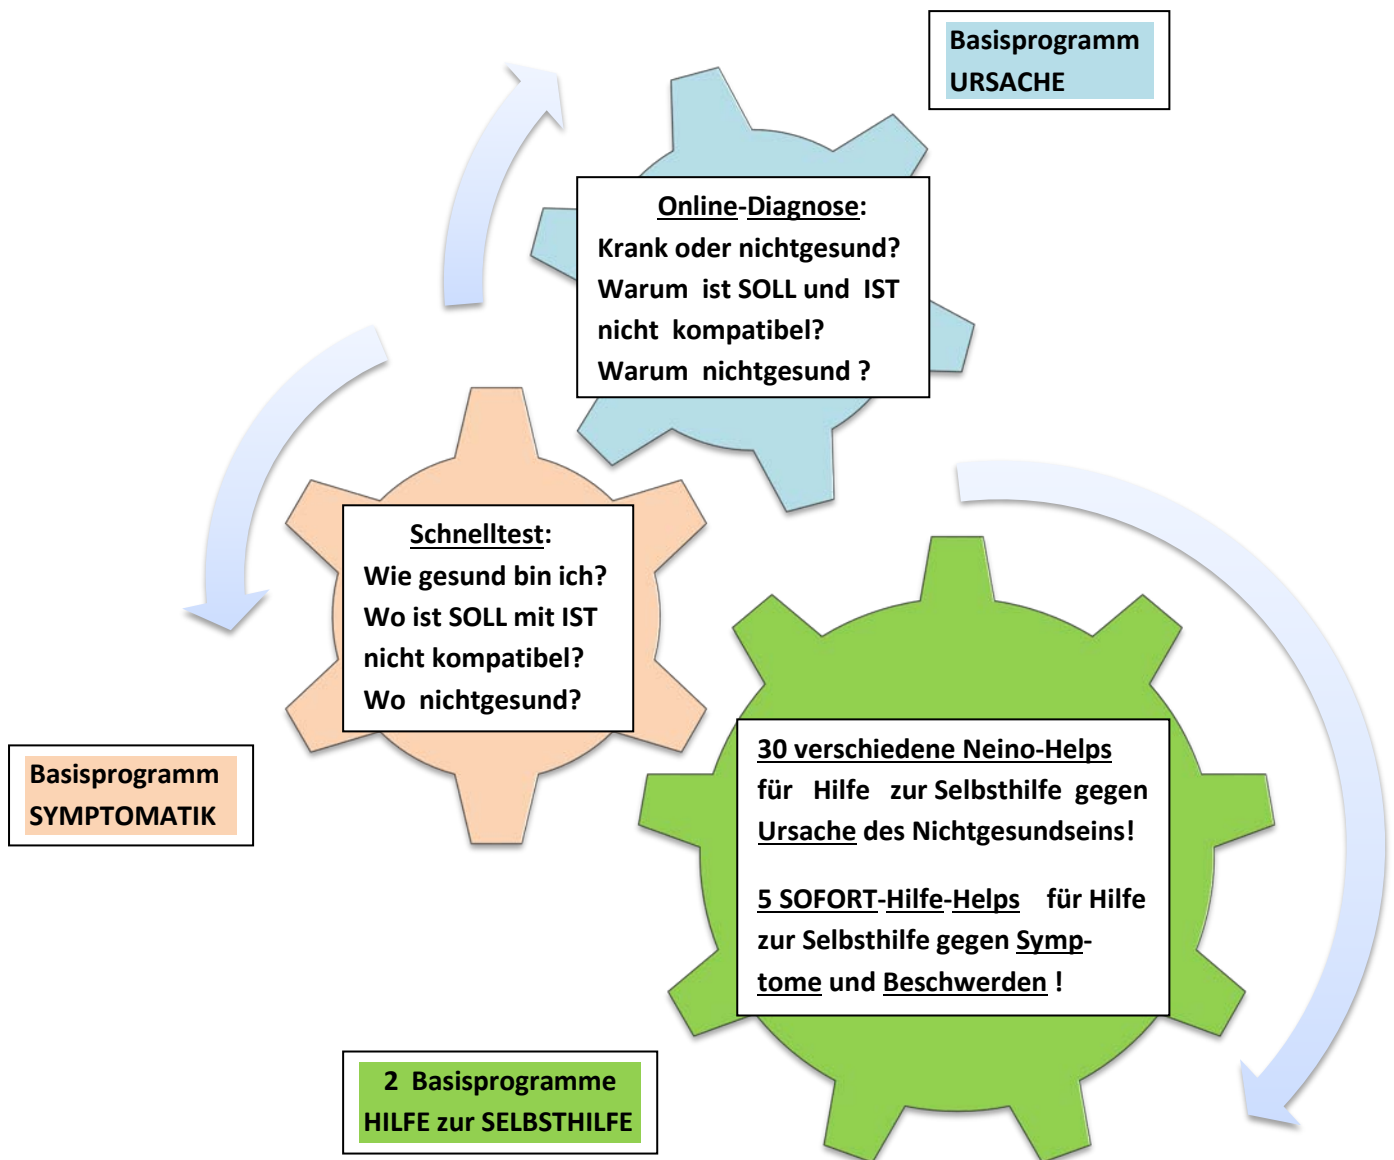 Basisprogramm
URSACHE
Online-Diagnose:
Krank oder nichtgesund?
Warum ist SOLL und IST
nicht kompatibel?
Warum nichtgesund ?
Schnelltest:
Wie gesund bin ich?
Wo ist SOLL mit IST
nicht kompatibel?
Wo nichtgesund?
Basisprogramm
SYMPTOMATIK
30 verschiedene Neino-Helps
für Hilfe zur Selbsthilfe gegen
Ursache des Nichtgesundseins!
5 SOFORT-Hilfe-Helps für Hilfe
zur Selbsthilfe gegen Symp-
tome und Beschwerden !
2 Basisprogramme
HILFE zur SELBSTHILFE